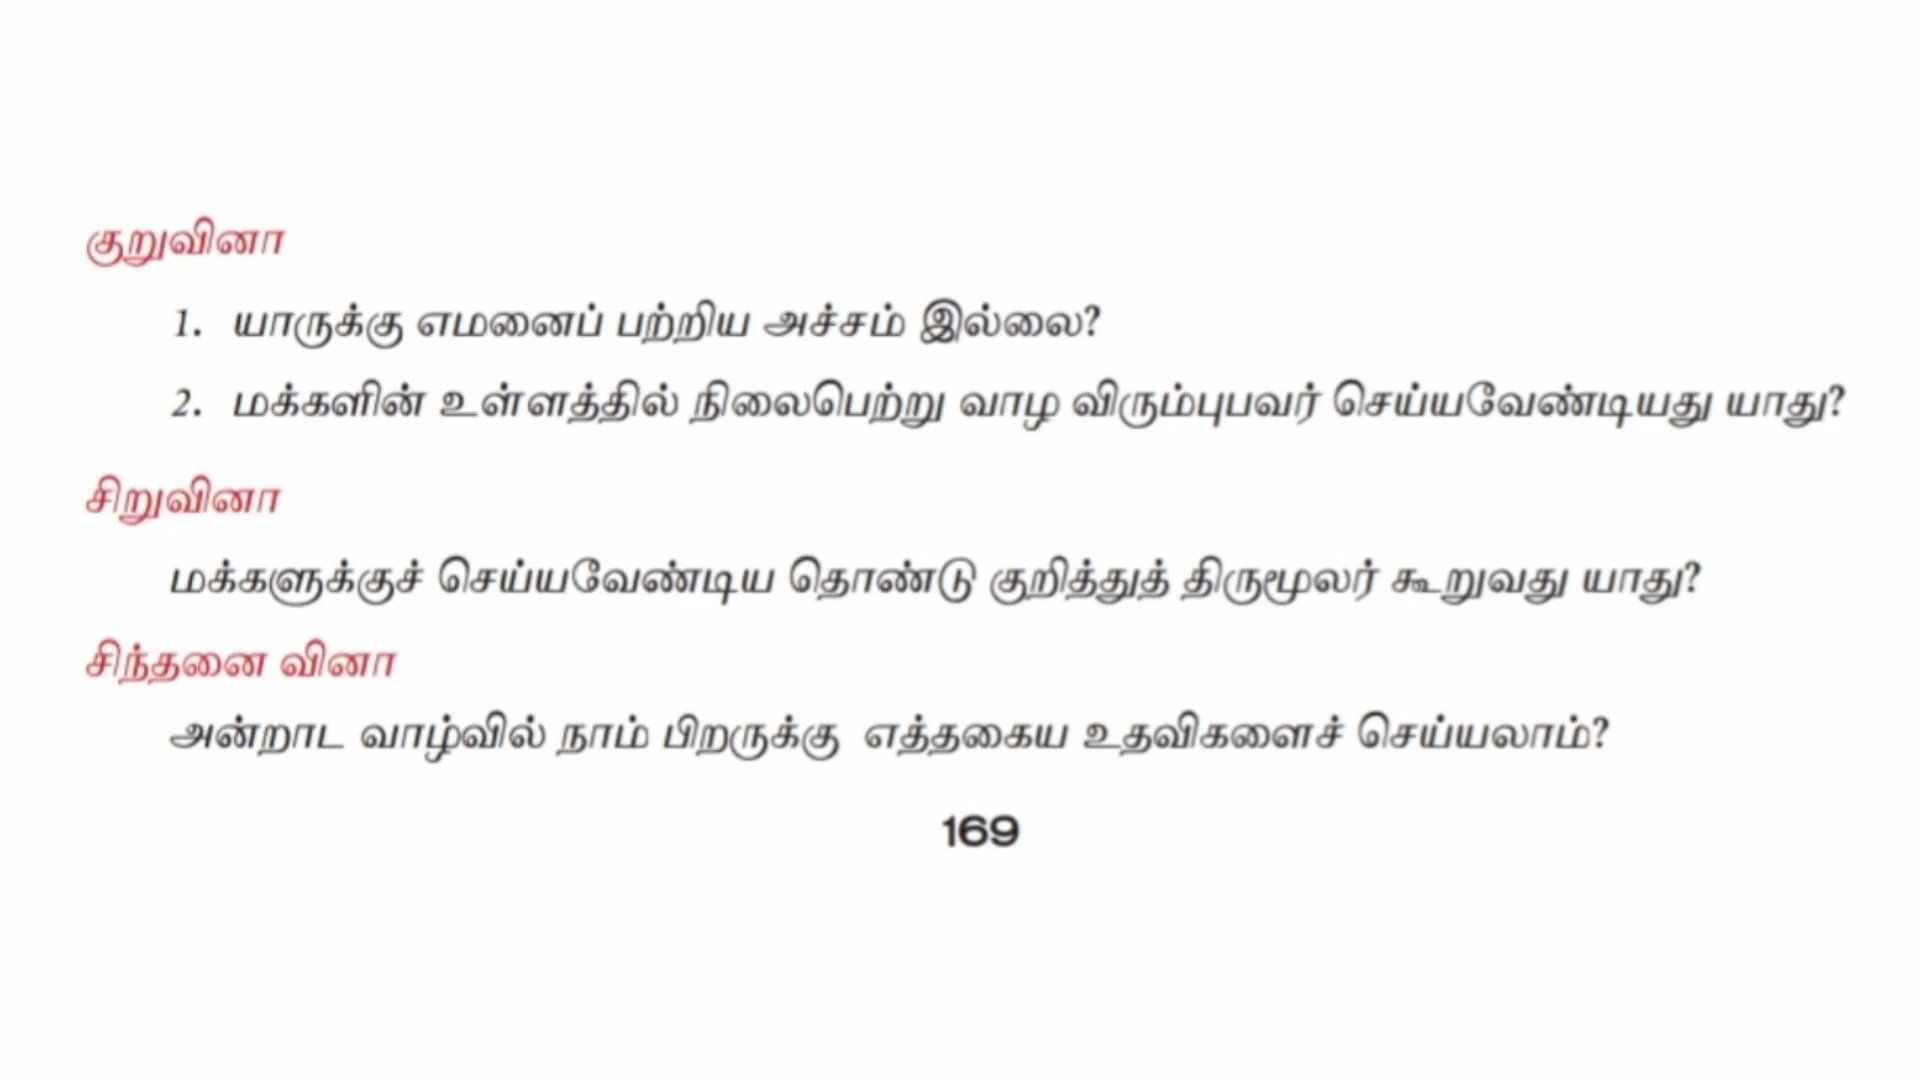 குறுவினா
1. யாருக்கு எமனைப் பற்றிய அச்சம் இல்லை?
2. மக்களின் உள்ளத்தில் நிலைபெற்று வாழ விரும்புபவர் செய்யவேண்டியது யாது?
சிறுவினா
மக்களுக்குச் செய்யவேண்டிய தொண்டு குறித்துத் திருமூலர் கூறுவது யாது?
சிந்தனை வினா
அன்றாட வாழ்வில் நாம் பிறருக்கு எத்தகைய உதவிகளைச் செய்யலாம்?
169